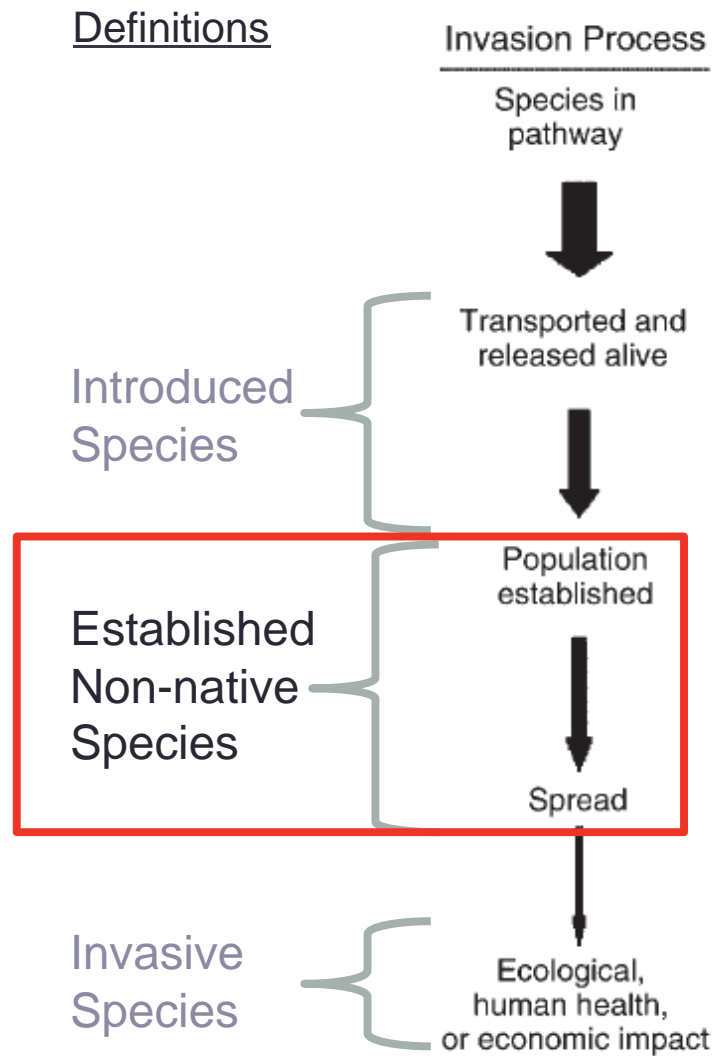 Definitions
Invasion Process
Species in
pathway
Transported and
released alive
Introduced
Species
Population
established
Established
Non-native
Species
Spread
Invasive
Species
Ecological,
human health,
or economic impact